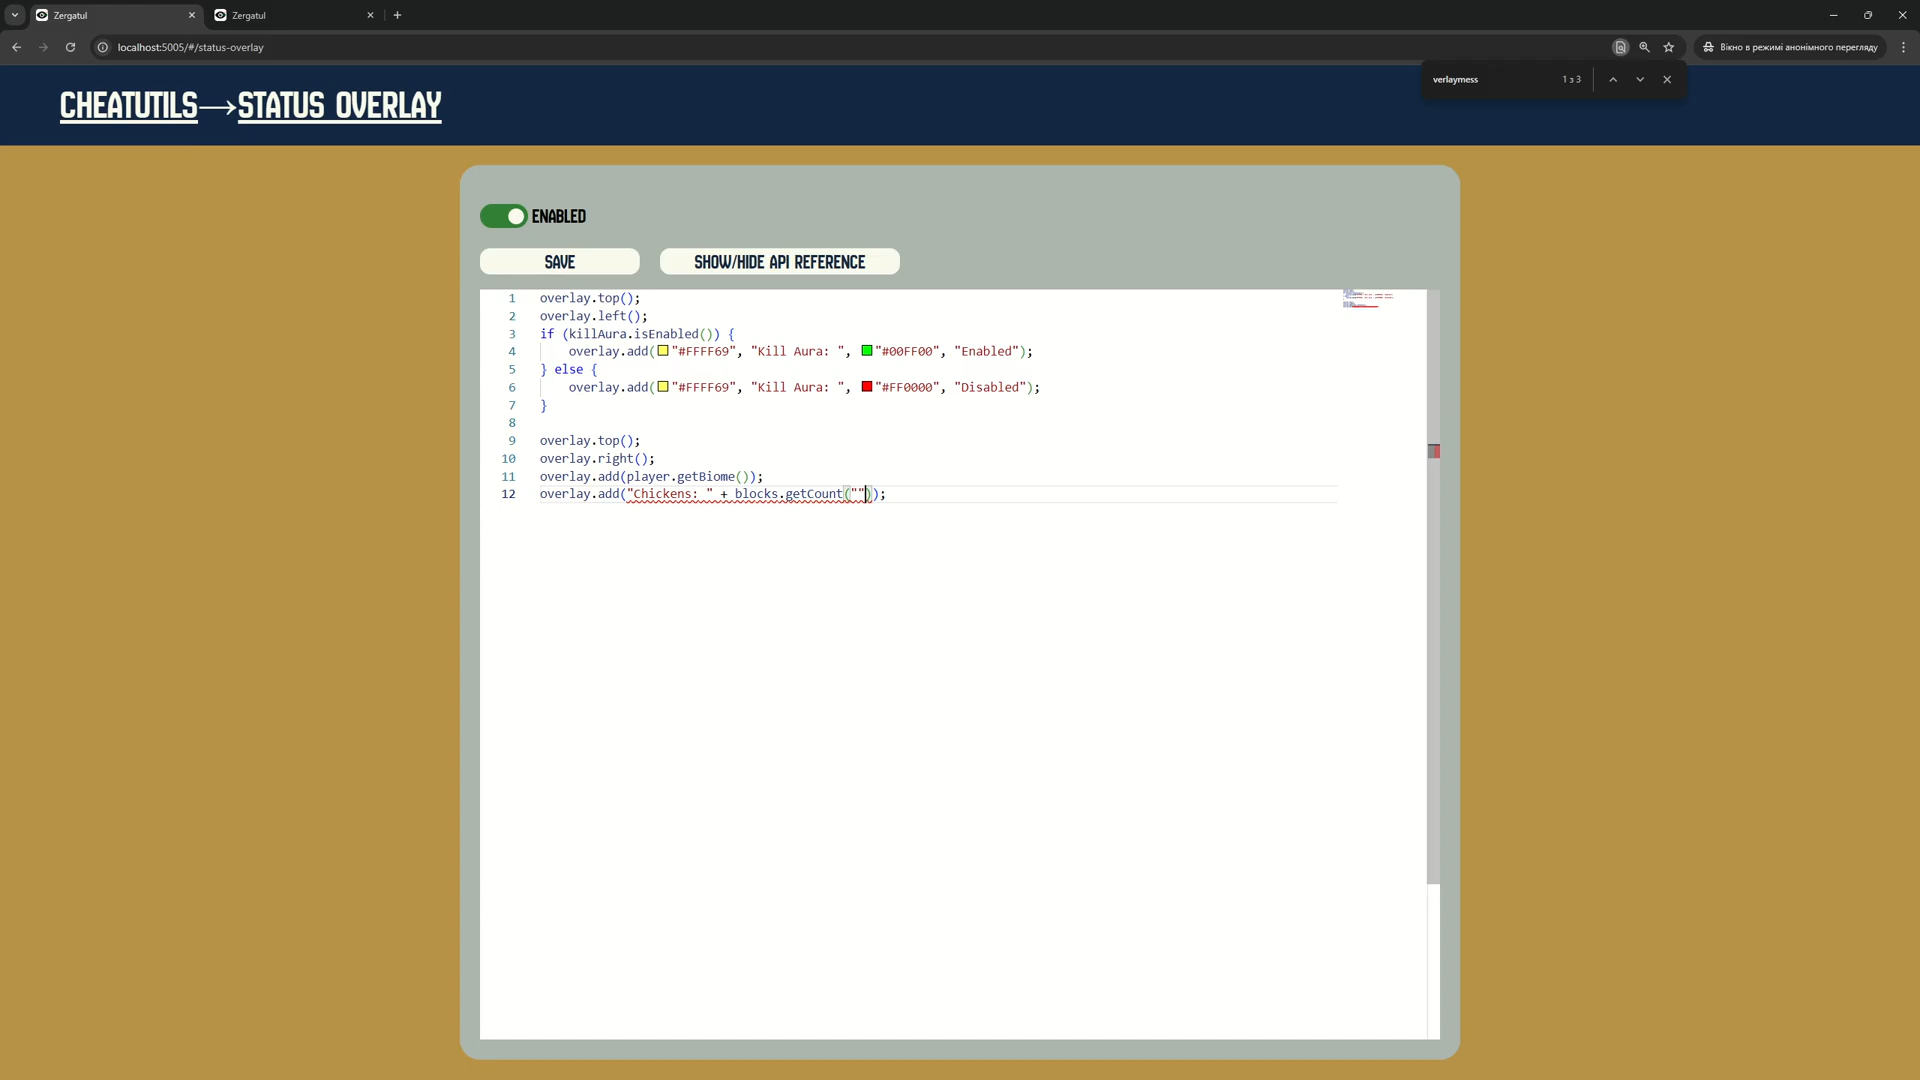 Zergatul
Zergatul
localhost:5005/#/status-overlay
Вікно в режимі анонімного перегляду
verlaymess 1 з 3
CHEATUTILS→STATUS OVERLAY
ENABLED
SAVE
SHOW/HIDE API REFERENCE
1 overlay.top();
2 overlay.left();
3 if (killAura.isEnabled()) {
4 overlay.add("#FFFF69", "Kill Aura: ", "#00FF00", "Enabled");
5 } else {
6 overlay.add("#FFFF69", "Kill Aura: ", "#FF0000", "Disabled");
7 }
8
9 overlay.top();
10 overlay.right();
11 overlay.add(player.getBiome());
12 overlay.add("Chickens: " + blocks.getCount(""));